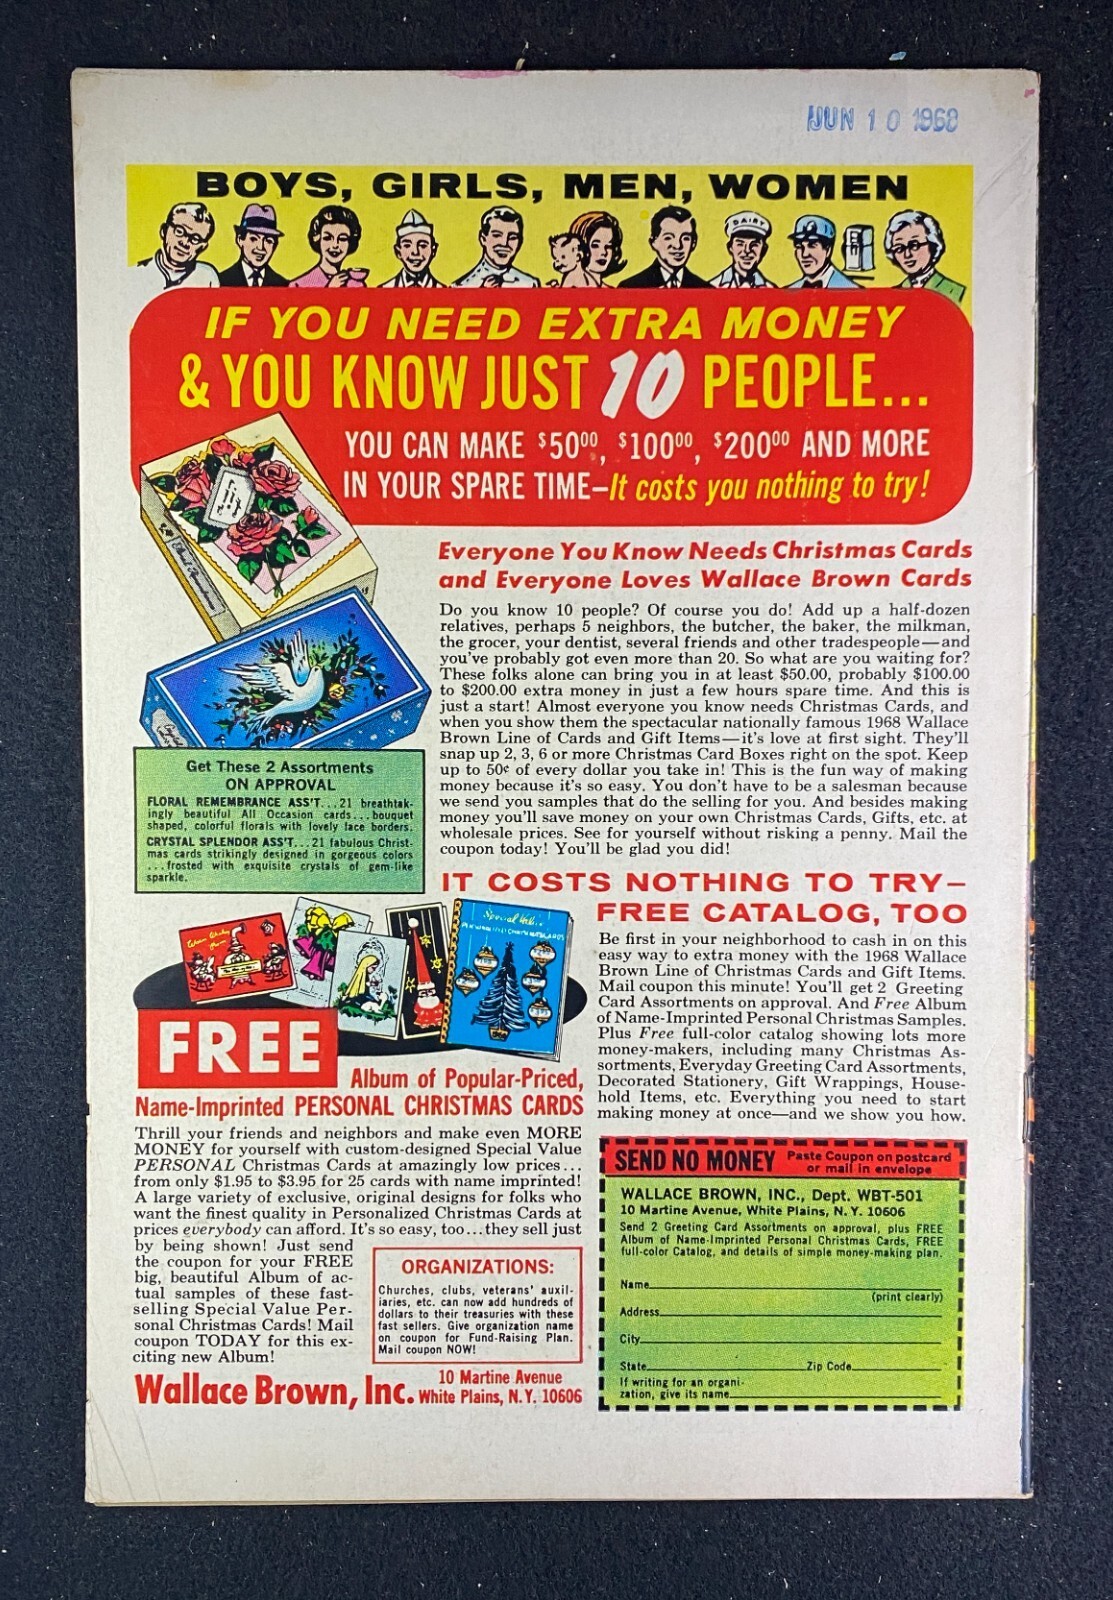 JUN 10 1968
BOYS, GIRLS, MEN, WOMEN
DAIRY
IF YOU NEED EXTRA MONEY
& YOU KNOW JUST 10 PEOPLE...
YOU CAN MAKE $50⁰⁰, $100⁰⁰, $200⁰⁰ AND MORE
IN YOUR SPARE TIME—It costs you nothing to try!
Everyone You Know Needs Christmas Cards
and Everyone Loves Wallace Brown Cards
Do you know 10 people? Of course you do! Add up a half-dozen
relatives, perhaps 5 neighbors, the butcher, the baker, the milkman,
the grocer, your dentist, several friends and other tradespeople—and
you've probably got even more than 20. So what are you waiting for?
These folks alone can bring you in at least $50.00, probably $100.00
to $200.00 extra money in just a few hours spare time. And this is
just a start! Almost everyone you know needs Christmas Cards, and
when you show them the spectacular nationally famous 1968 Wallace
Brown Line of Cards and Gift Items—it's love at first sight. They'll
snap up 2, 3, 6 or more Christmas Card Boxes right on the spot. Keep
up to 50¢ of every dollar you take in! This is the fun way of making
money because it's so easy. You don't have to be a salesman because
we send you samples that do the selling for you. And besides making
money you'll save money on your own Christmas Cards, Gifts, etc. at
wholesale prices. See for yourself without risking a penny. Mail the
coupon today! You'll be glad you did!
Get These 2 Assortments
ON APPROVAL
FLORAL REMEMBRANCE ASS'T...21 breathtak-
ingly beautiful All Occasion cards...bouquet
shaped, colorful florals with lovely lace borders.
CRYSTAL SPLENDOR ASS'T...21 fabulous Christ-
mas cards strikingly designed in gorgeous colors
...frosted with exquisite crystals of gem-like
sparkle.
IT COSTS NOTHING TO TRY—
FREE CATALOG, TOO
Be first in your neighborhood to cash in on this
easy way to extra money with the 1968 Wallace
Brown Line of Christmas Cards and Gift Items.
Mail coupon this minute! You'll get 2 Greeting
Card Assortments on approval. And Free Album
of Name-Imprinted Personal Christmas Samples.
Plus Free full-color catalog showing lots more
money-makers, including many Christmas As-
sortments, Everyday Greeting Card Assortments,
Decorated Stationery, Gift Wrappings, House-
hold Items, etc. Everything you need to start
making money at once—and we show you how.
Special Value
PERSONALIZED CHRISTMAS CARDS
FREE
Album of Popular-Priced,
Name-Imprinted PERSONAL CHRISTMAS CARDS
Thrill your friends and neighbors and make even MORE
MONEY for yourself with custom-designed Special Value
PERSONAL Christmas Cards at amazingly low prices...
from only $1.95 to $3.95 for 25 cards with name imprinted!
A large variety of exclusive, original designs for folks who
want the finest quality in Personalized Christmas Cards at
prices everybody can afford. It's so easy, too...they sell just
by being shown! Just send
the coupon for your FREE
big, beautiful Album of ac-
tual samples of these fast-
selling Special Value Per-
sonal Christmas Cards! Mail
coupon TODAY for this ex-
citing new Album!
ORGANIZATIONS:
Churches, clubs, veterans' auxil-
iaries, etc. can now add hundreds of
dollars to their treasuries with these
fast sellers. Give organization name
on coupon for Fund-Raising Plan.
Mail coupon NOW!
Wallace Brown, Inc. 10 Martine Avenue
White Plains, N. Y. 10606
SEND NO MONEY Paste Coupon on postcard
or mail in envelope
WALLACE BROWN, INC., Dept. WBT-501
10 Martine Avenue, White Plains, N. Y. 10606
Send 2 Greeting Card Assortments on approval, plus FREE
Album of Name-Imprinted Personal Christmas Cards, FREE
full-color Catalog, and details of simple money-making plan.
Name
(print clearly)
Address
City
State Zip Code
If writing for an organi-
zation, give its name